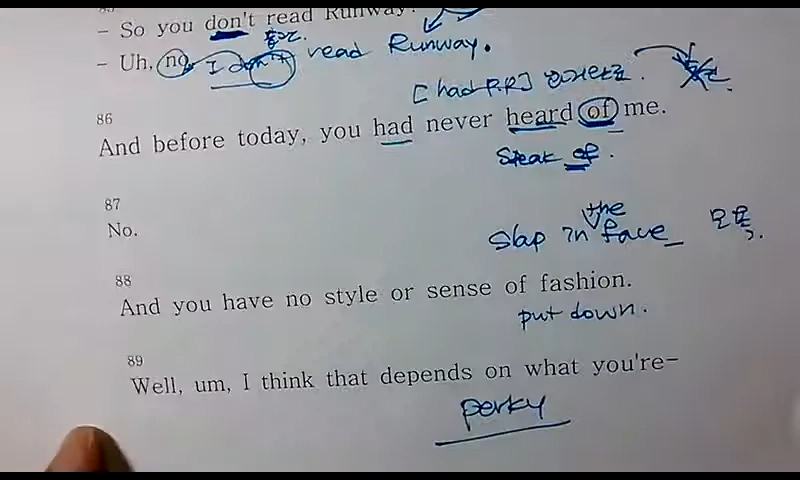 - So you don't read Runway?
- Uh, no, I don't read Runway.
[had P.P]
86
And before today, you had never heard of me.
speak of.
87
No.
slap in the face 모욕.
88
And you have no style or sense of fashion.
put down.
89
Well, um, I think that depends on what you're-
perky